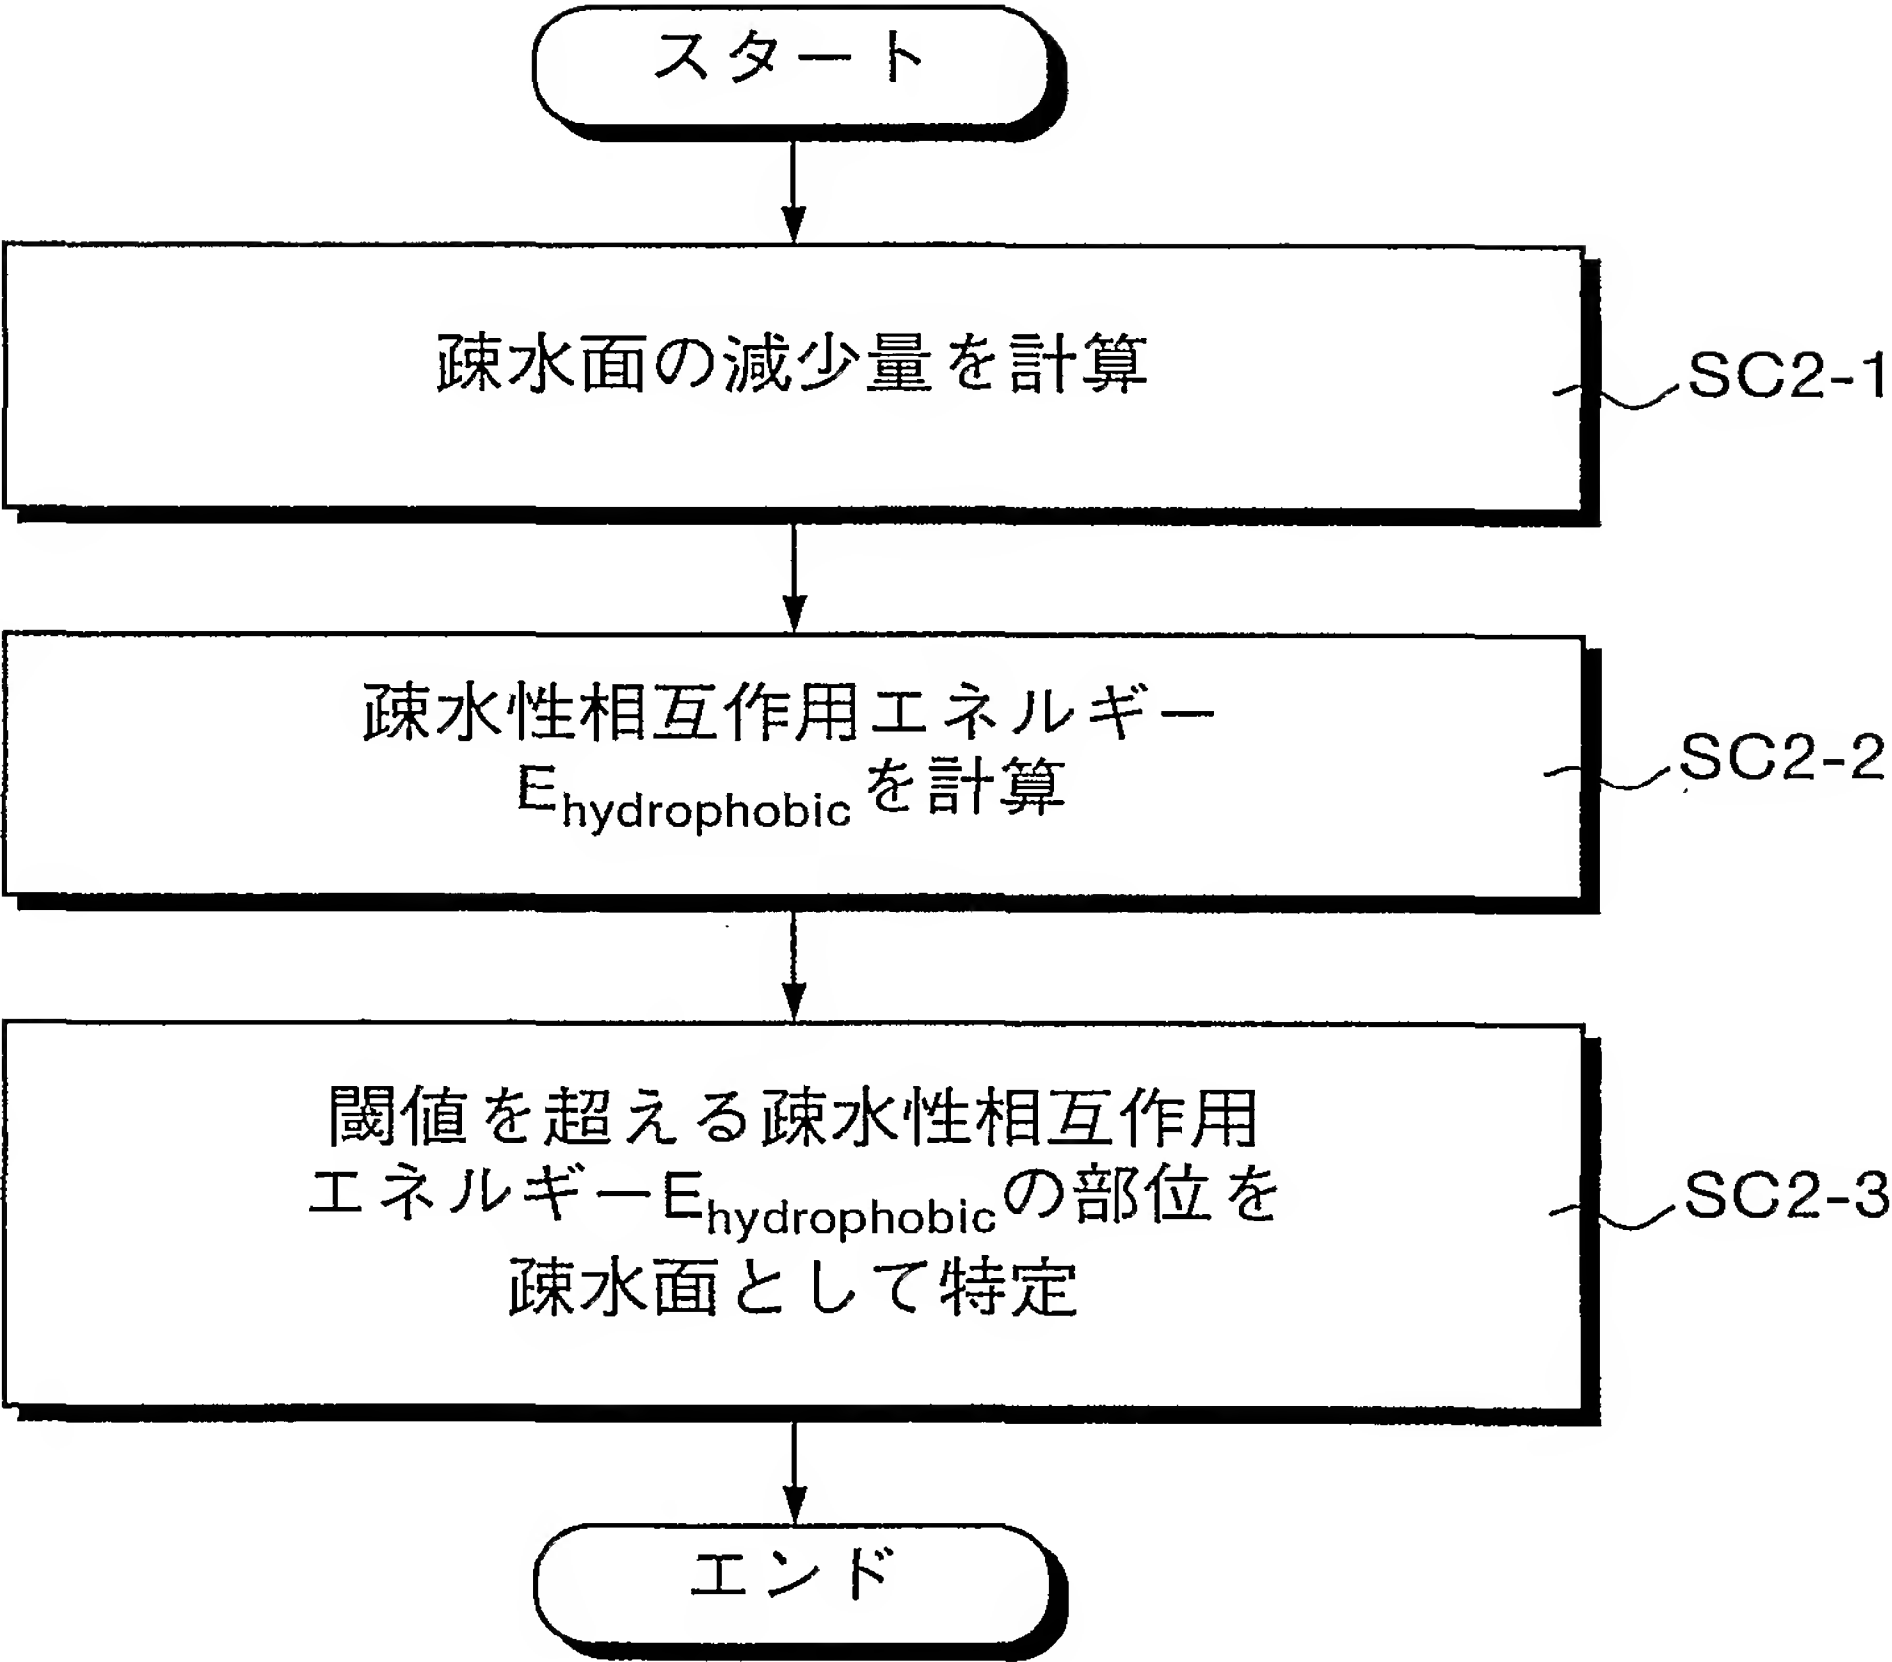 スタート
疎水面の減少量を計算
SC2-1
疎水性相互作用エネルギー
Ehydrophobicを計算
SC2-2
閾値を超える疎水性相互作用
エネルギーEhydrophobicの部位を
疎水面として特定
SC2-3
エンド